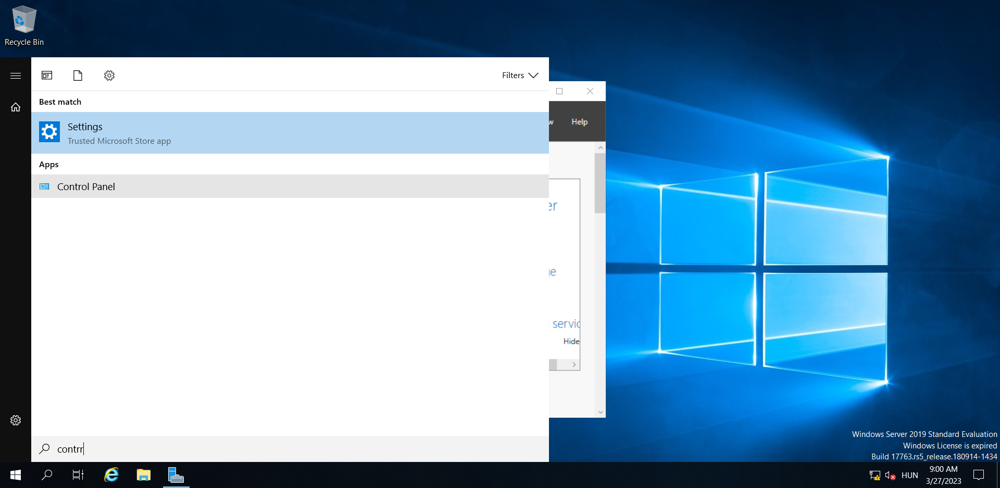 Recycle Bin
Filters
Best match
Settings
Trusted Microsoft Store app
Apps
Control Panel
w
Help
er
ge
servic
Hide
contrr
Windows Server 2019 Standard Evaluation
Windows License is expired
Build 17763.rs5_release.180914-1434
HUN
9:00 AM
3/27/2023